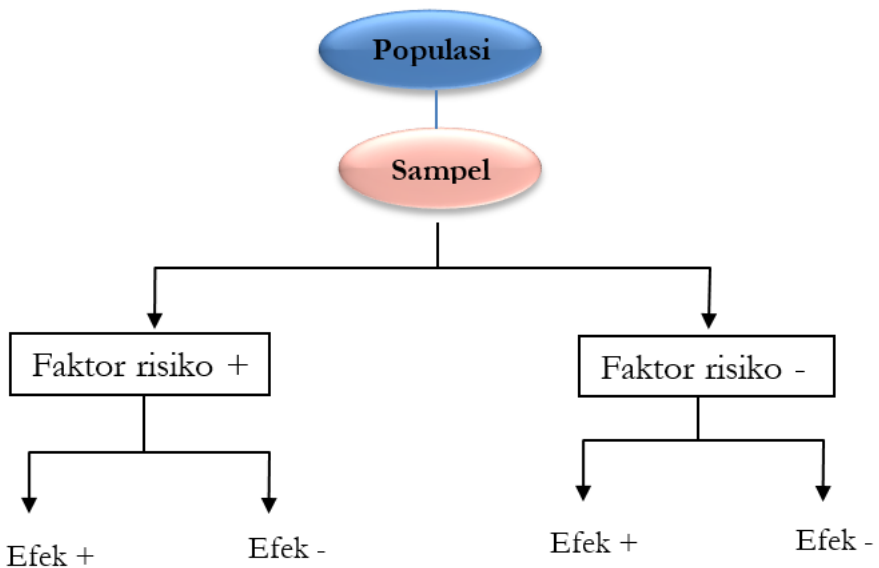 Populasi
Sampel
Faktor risiko +
Faktor risiko -
Efek +
Efek -
Efek +
Efek -